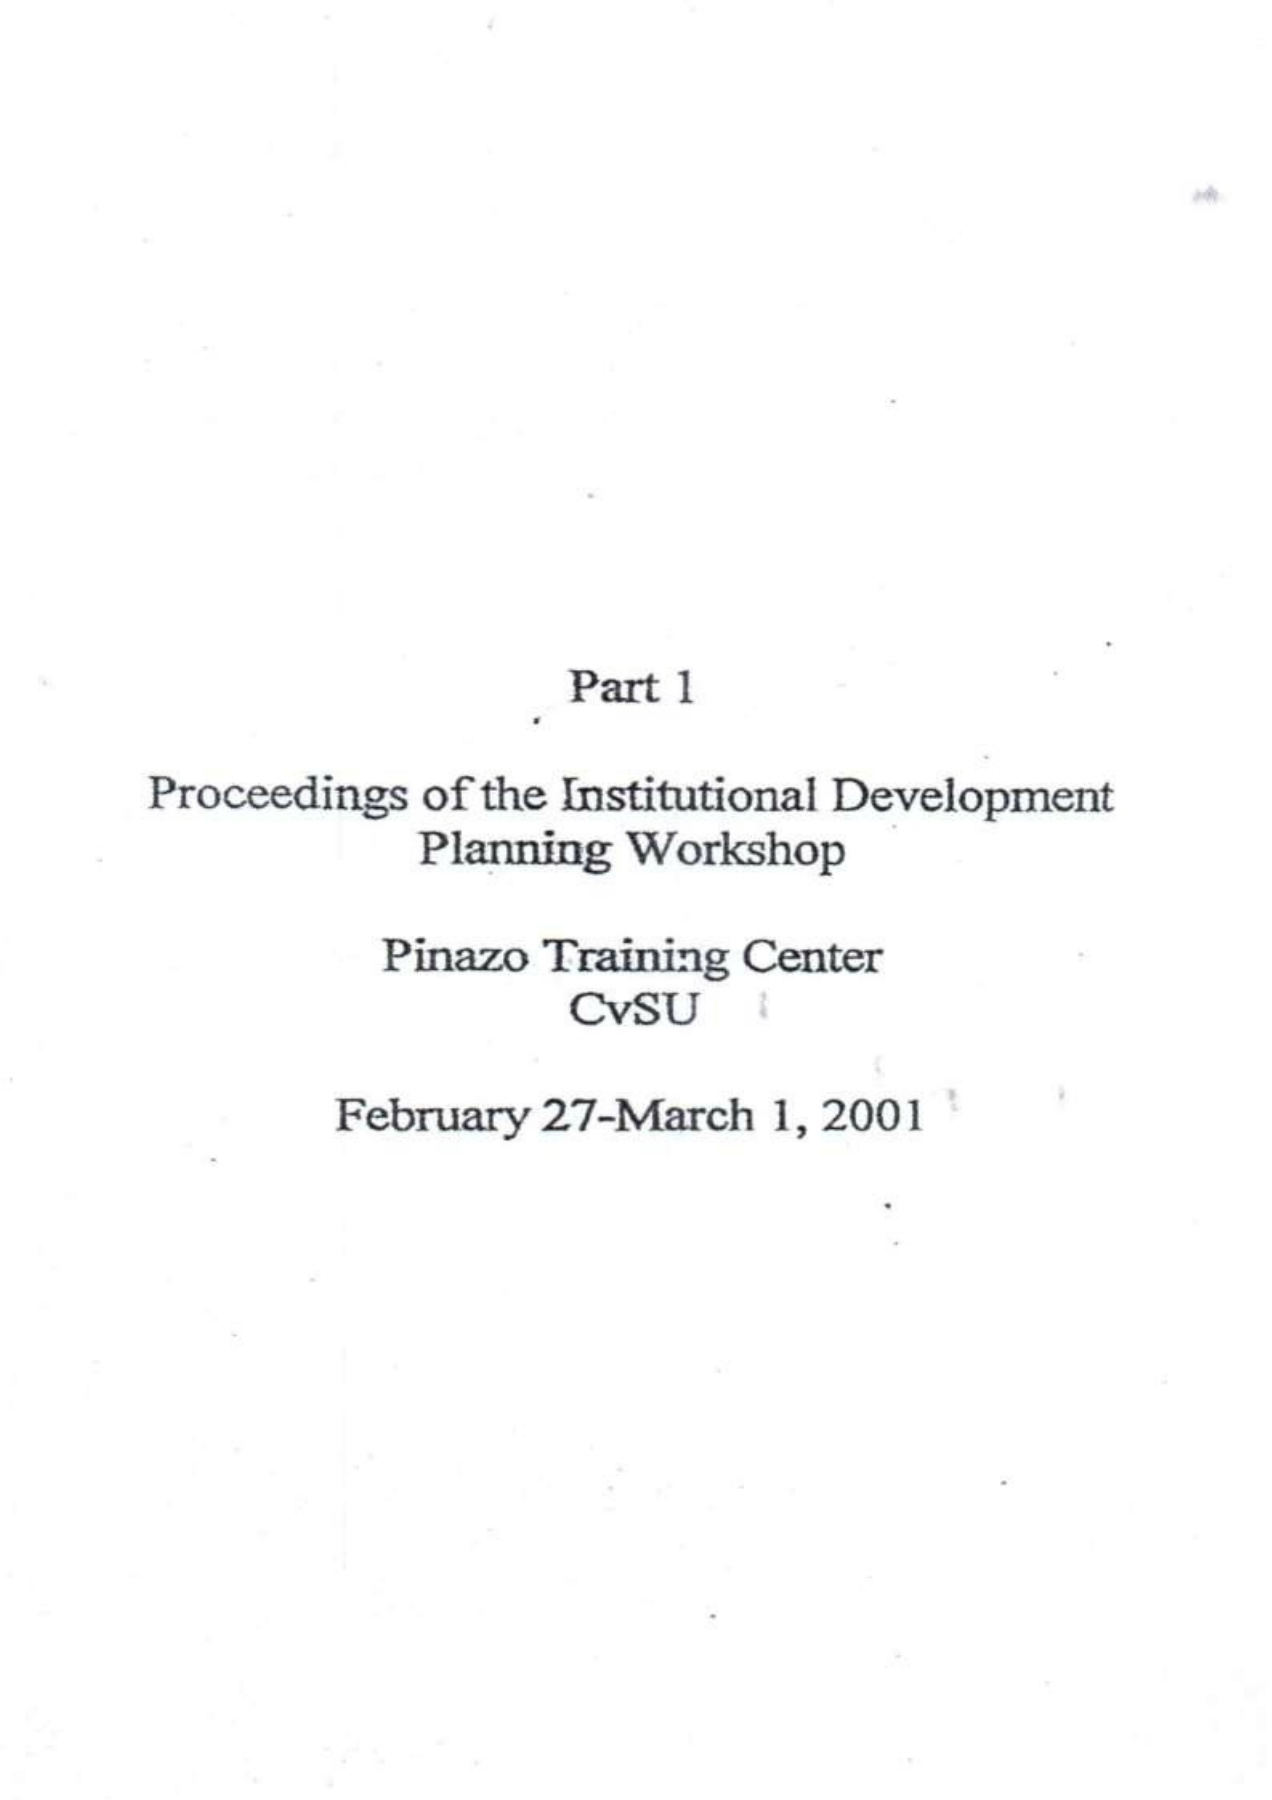 Part 1
Proceedings of the Institutional Development
Planning Workshop
Pinazo Training Center
CvSU
February 27-March 1, 2001